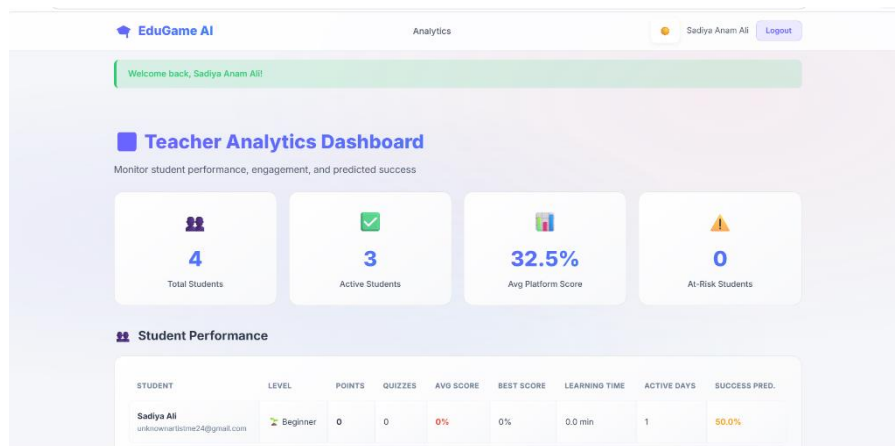 EduGame AI
Analytics
Sadiya Anam Ali
Logout
Welcome back, Sadiya Anam Ali!
Teacher Analytics Dashboard
Monitor student performance, engagement, and predicted success
4
3
32.5%
0
Total Students
Active Students
Avg Platform Score
At-Risk Students
Student Performance
STUDENT LEVEL POINTS QUIZZES AVG SCORE BEST SCORE LEARNING TIME ACTIVE DAYS SUCCESS PRED.
Sadiya Ali
unknownartistme24@gmail.com
Beginner 0 0 0% 0% 0.0 min 1 50.0%